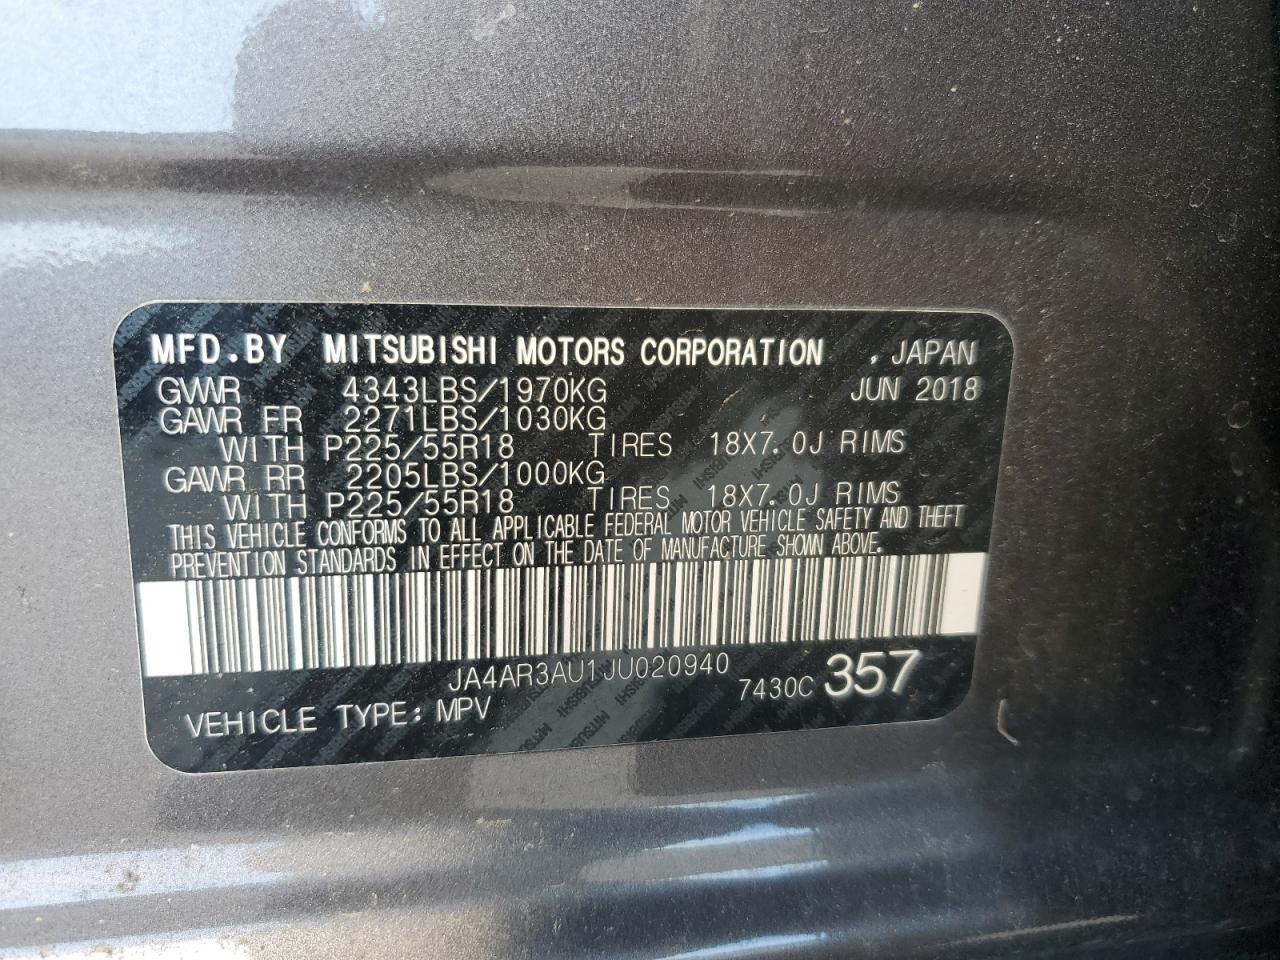 MFD.BY MITSUBISHI MOTORS CORPORATION . JAPAN
GVWR 4343LBS/1970KG JUN 2018
GAWR FR 2271LBS/1030KG
WITH P225/55R18 TIRES 18X7.0J RIMS
GAWR RR 2205LBS/1000KG
WITH P225/55R18 TIRES 18X7.0J RIMS
THIS VEHICLE CONFORMS TO ALL APPLICABLE FEDERAL MOTOR VEHICLE SAFETY AND THEFT
PREVENTION STANDARDS IN EFFECT ON THE DATE OF MANUFACTURE SHOWN ABOVE.
JA4AR3AU1JU020940
7430C 357
VEHICLE TYPE: MPV